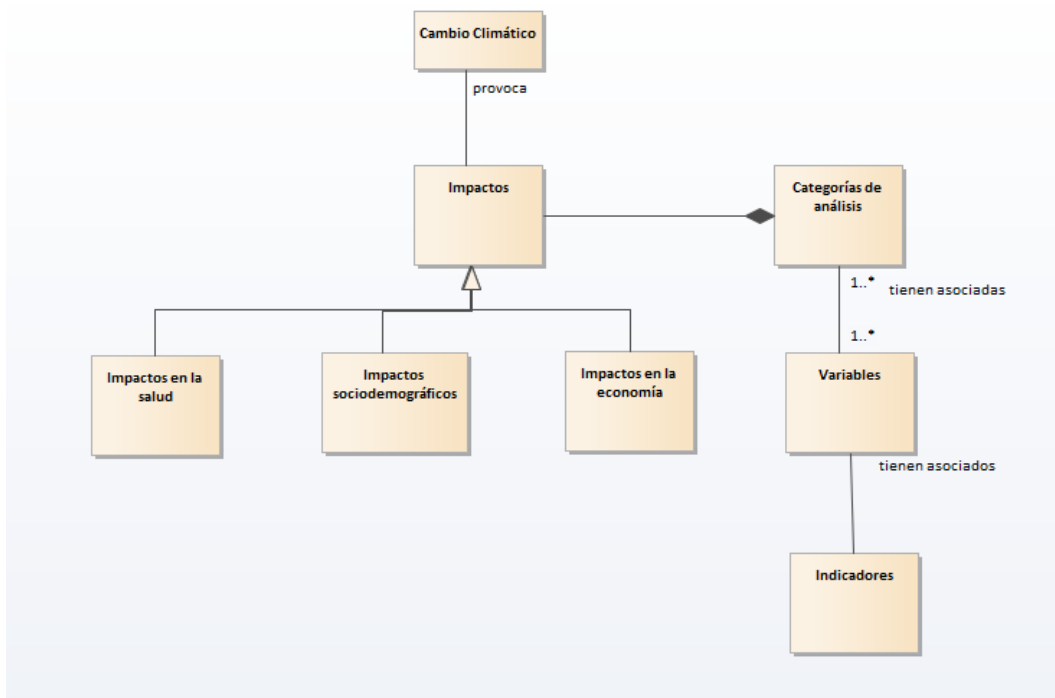 Cambio Climático
provoca
Impactos
Categorías de
análisis
1..*
tienen asociadas
1..*
Impactos en la
salud
Impactos
sociodemográficos
Impactos en la
economía
Variables
tienen asociados
Indicadores